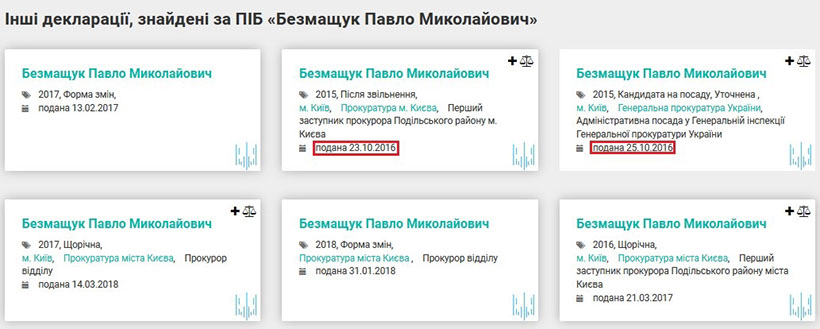 Інші декларації, знайдені за ПІБ «Безмащук Павло Миколайович»
Безмащук Павло Миколайович
2017, Форма змін,
подана 13.02.2017
Безмащук Павло Миколайович
2015, Після звільнення,
м. Київ, Прокуратура м. Києва, Перший
заступник прокурора Подільського району м.
Києва
подана 23.10.2016
Безмащук Павло Миколайович
2015, Кандидата на посаду, Уточнена ,
м. Київ, Генеральна прокуратура України,
Адміністративна посада у Генеральній інспекції
Генеральної прокуратури України
подана 25.10.2016
Безмащук Павло Миколайович
2017, Щорічна,
м. Київ, Прокуратура міста Києва, Прокурор
відділу
подана 14.03.2018
Безмащук Павло Миколайович
2018, Форма змін,
Прокуратура міста Києва , Прокурор відділу
подана 31.01.2018
Безмащук Павло Миколайович
2016, Щорічна,
м. Київ, Прокуратура міста Києва, Перший
заступник прокурора Подільського району міста
Києва
подана 21.03.2017